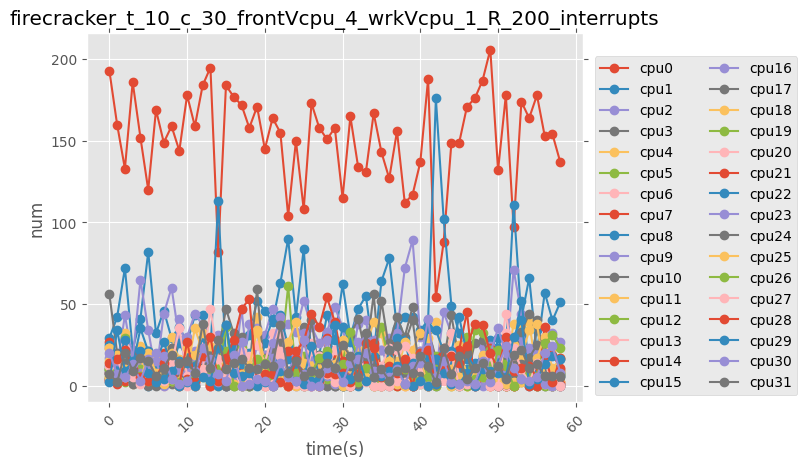 firecracker_t_10_c_30_frontVcpu_4_wrkVcpu_1_R_200_interrupts
num
200
150
100
50
0
0
10
20
30
40
50
60
time(s)
cpu0
cpu1
cpu2
cpu3
cpu4
cpu5
cpu6
cpu7
cpu8
cpu9
cpu10
cpu11
cpu12
cpu13
cpu14
cpu15
cpu16
cpu17
cpu18
cpu19
cpu20
cpu21
cpu22
cpu23
cpu24
cpu25
cpu26
cpu27
cpu28
cpu29
cpu30
cpu31